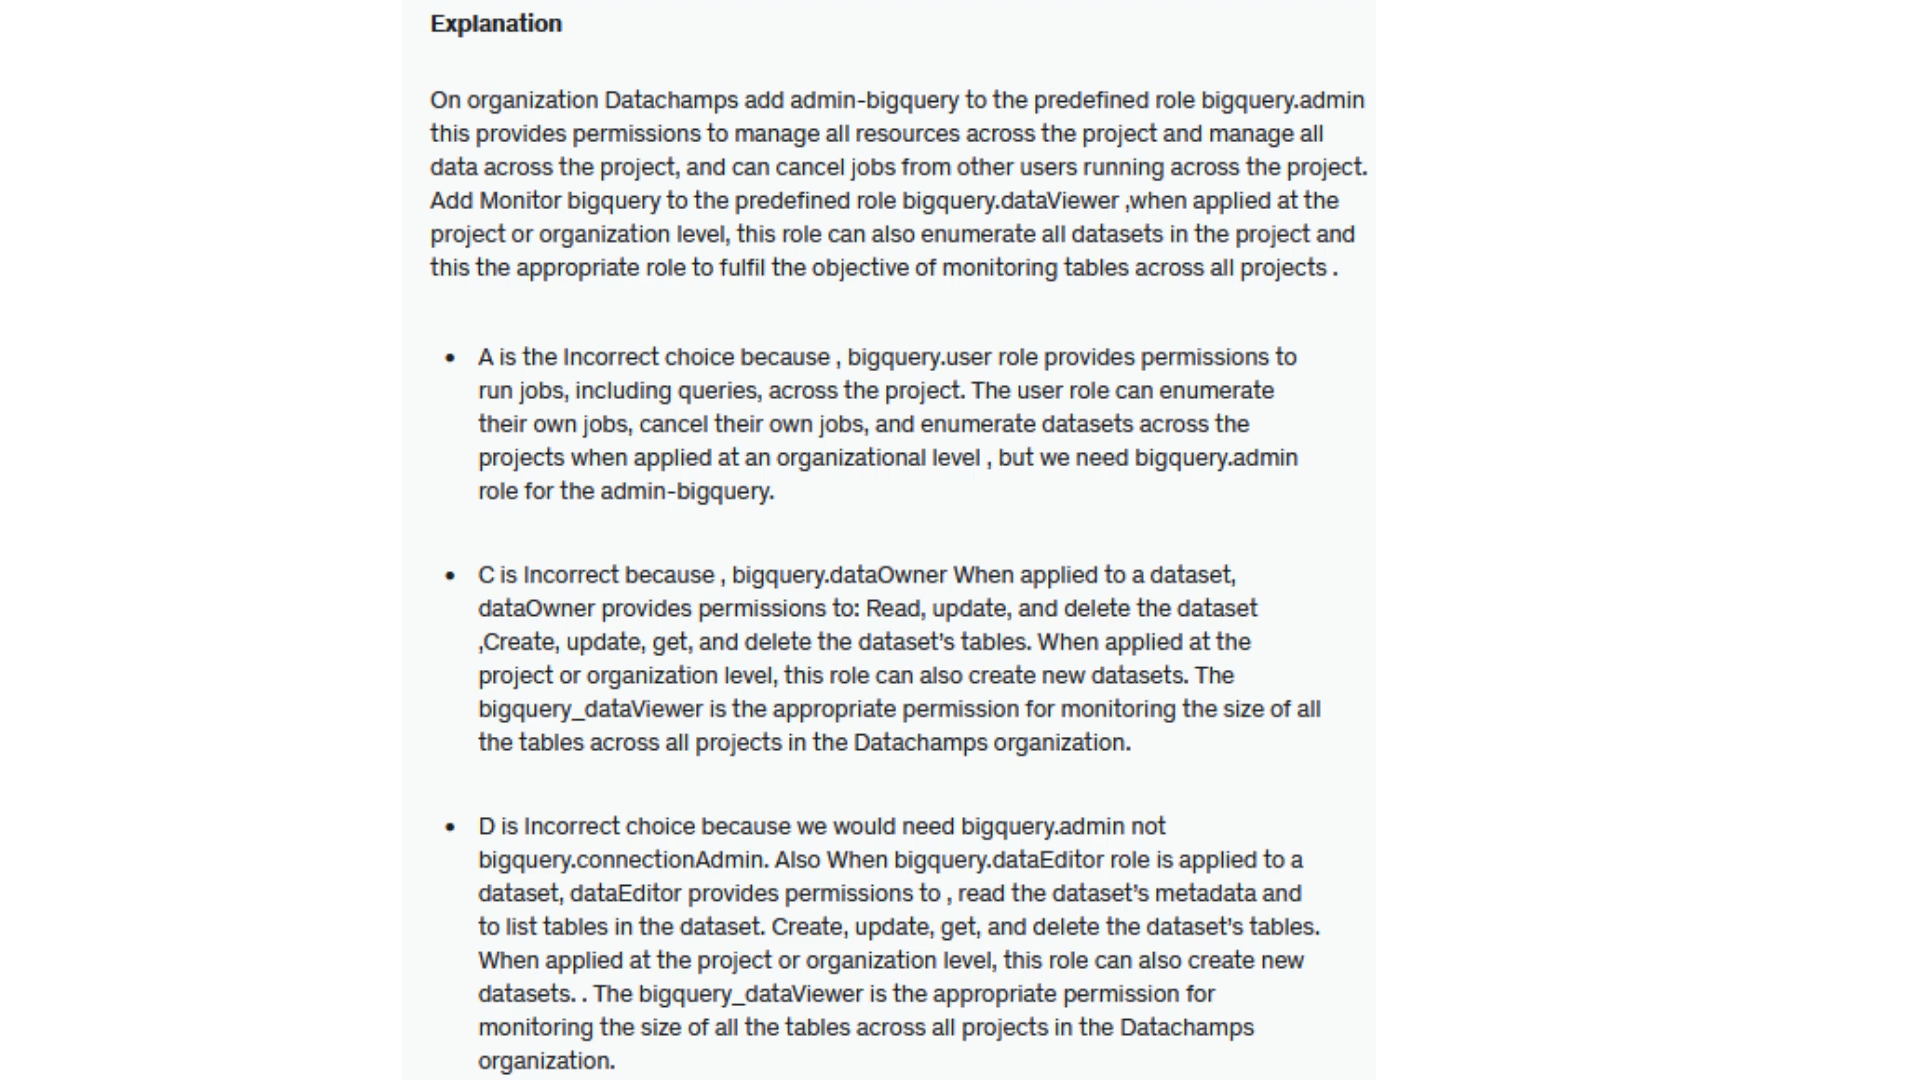 Explanation
On organization Datachamps add admin-bigquery to the predefined role bigquery.admin
this provides permissions to manage all resources across the project and manage all
data across the project, and can cancel jobs from other users running across the project.
Add Monitor bigquery to the predefined role bigquery.dataViewer ,when applied at the
project or organization level, this role can also enumerate all datasets in the project and
this the appropriate role to fulfil the objective of monitoring tables across all projects .
• A is the Incorrect choice because , bigquery.user role provides permissions to
run jobs, including queries, across the project. The user role can enumerate
their own jobs, cancel their own jobs, and enumerate datasets across the
projects when applied at an organizational level , but we need bigquery.admin
role for the admin-bigquery.
• C is Incorrect because , bigquery.dataOwner When applied to a dataset,
dataOwner provides permissions to: Read, update, and delete the dataset
,Create, update, get, and delete the dataset's tables. When applied at the
project or organization level, this role can also create new datasets. The
bigquery_dataViewer is the appropriate permission for monitoring the size of all
the tables across all projects in the Datachamps organization.
• D is Incorrect choice because we would need bigquery.admin not
bigquery.connectionAdmin. Also When bigquery.dataEditor role is applied to a
dataset, dataEditor provides permissions to , read the dataset's metadata and
to list tables in the dataset. Create, update, get, and delete the dataset's tables.
When applied at the project or organization level, this role can also create new
datasets. . The bigquery_dataViewer is the appropriate permission for
monitoring the size of all the tables across all projects in the Datachamps
organization.